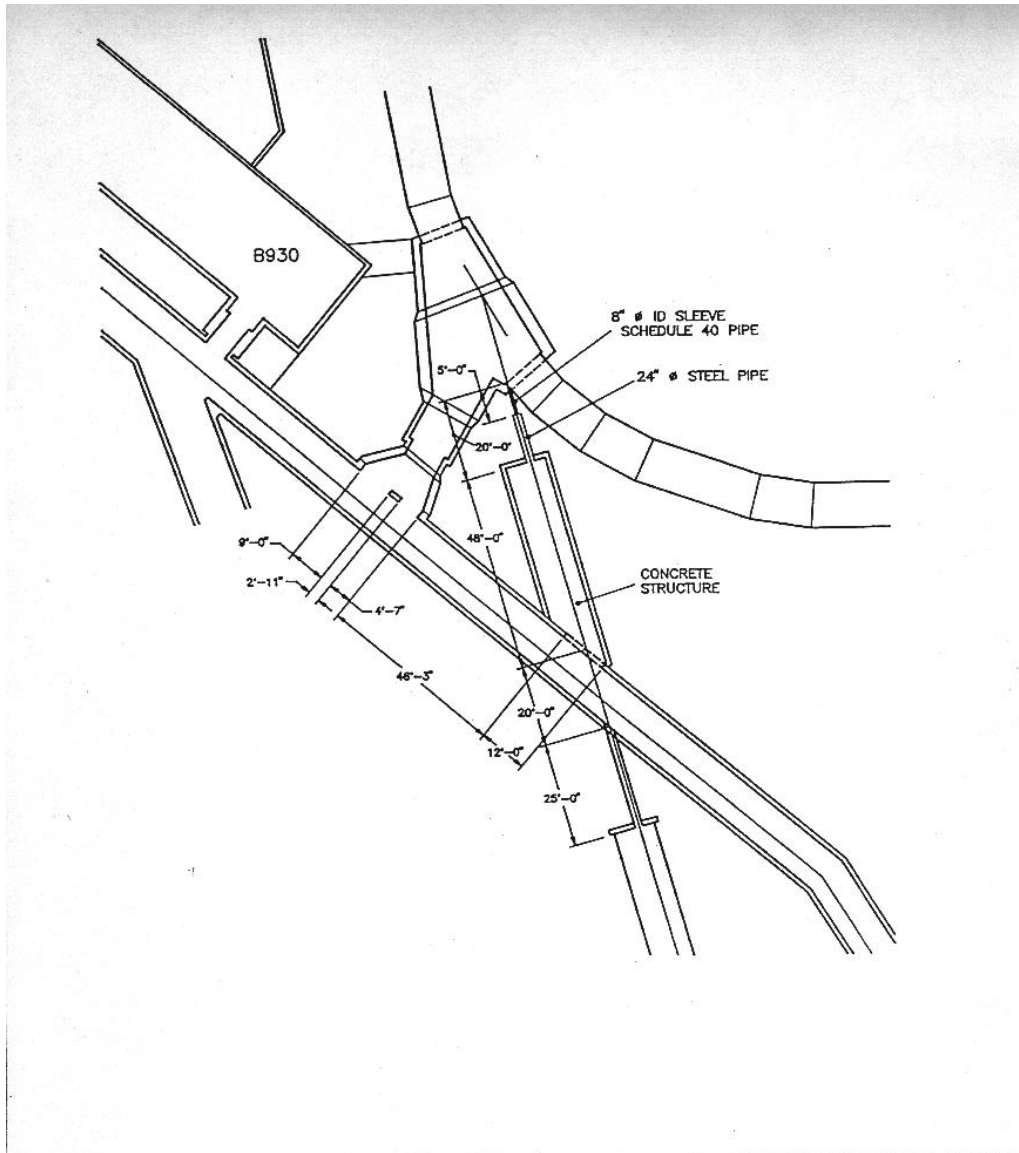 B930
8" ø ID SLEEVE
SCHEDULE 40 PIPE
24" ø STEEL PIPE
5'-0"
20'-0"
48'-0"
9'-0"
2'-11"
4'-7"
CONCRETE
STRUCTURE
46'-3"
20'-0"
12'-0"
25'-0"